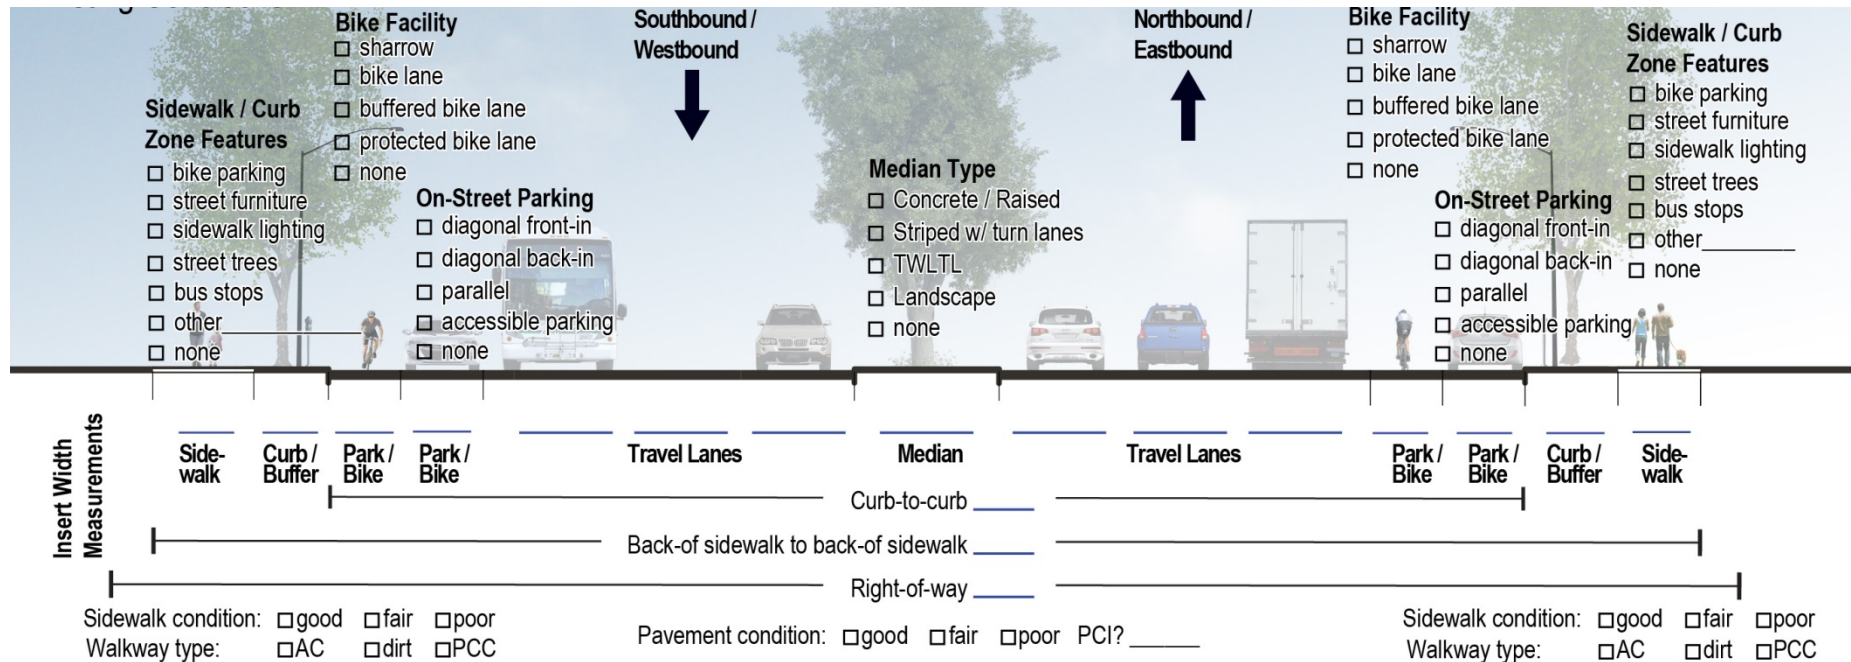 Bike Facility
☐ sharrow
☐ bike lane
☐ buffered bike lane
☐ protected bike lane
☐ none
Southbound /
Westbound
Northbound /
Eastbound
Bike Facility
☐ sharrow
☐ bike lane
☐ buffered bike lane
☐ protected bike lane
☐ none
Sidewalk / Curb
Zone Features
☐ bike parking
☐ street furniture
☐ sidewalk lighting
☐ street trees
☐ bus stops
☐ other________
☐ none
Sidewalk / Curb
Zone Features
☐ bike parking
☐ street furniture
☐ sidewalk lighting
☐ street trees
☐ bus stops
☐ other____________
☐ none
On-Street Parking
☐ diagonal front-in
☐ diagonal back-in
☐ parallel
☐ accessible parking
☐ none
Median Type
☐ Concrete / Raised
☐ Striped w/ turn lanes
☐ TWLTL
☐ Landscape
☐ none
On-Street Parking
☐ diagonal front-in
☐ diagonal back-in
☐ parallel
☐ accessible parking
☐ none
Insert Width
Measurements
Side-
walk
Curb /
Buffer
Park /
Bike
Park /
Bike
Travel Lanes
Median
Travel Lanes
Park /
Bike
Park /
Bike
Curb /
Buffer
Side-
walk
Curb-to-curb _____
Back-of sidewalk to back-of sidewalk _____
Right-of-way _____
Sidewalk condition: ☐good ☐fair ☐poor
Walkway type: ☐AC ☐dirt ☐PCC
Pavement condition: ☐good ☐fair ☐poor PCI? ______
Sidewalk condition: ☐good ☐fair ☐poor
Walkway type: ☐AC ☐dirt ☐PCC